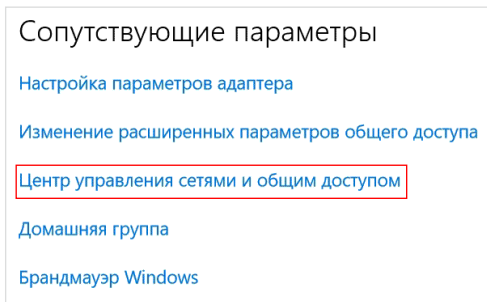 Сопутствующие параметры
Настройка параметров адаптера
Изменение расширенных параметров общего доступа
Центр управления сетями и общим доступом
Домашняя группа
Брандмауэр Windows